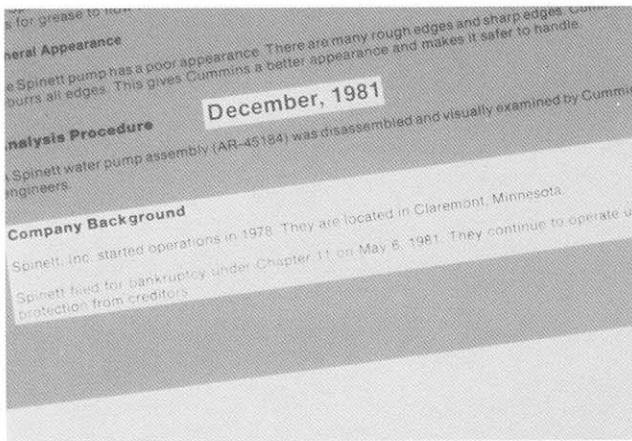 s for grease to flow
neral Appearance
e Spinett pump has a poor appearance. There are many rough edges and sharp edges. Cummi
burrs all edges. This gives Cummins a better appearance and makes it safer to handle.
December, 1981
nalysis Procedure
A Spinett water pump assembly (AR-45184) was disassembled and visually examined by Cummi
engineers.
Company Background
Spinett, Inc. started operations in 1978. They are located in Claremont, Minnesota.
Spinett filed for bankruptcy under Chapter 11 on May 6, 1981. They continue to operate u
protection from creditors